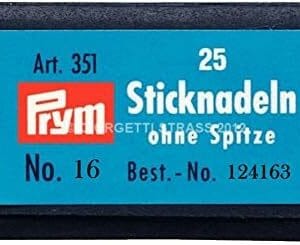 Art. 351 25
Prym Sticknadeln
ohne Spitze
No. 16 Best.-No. 124163